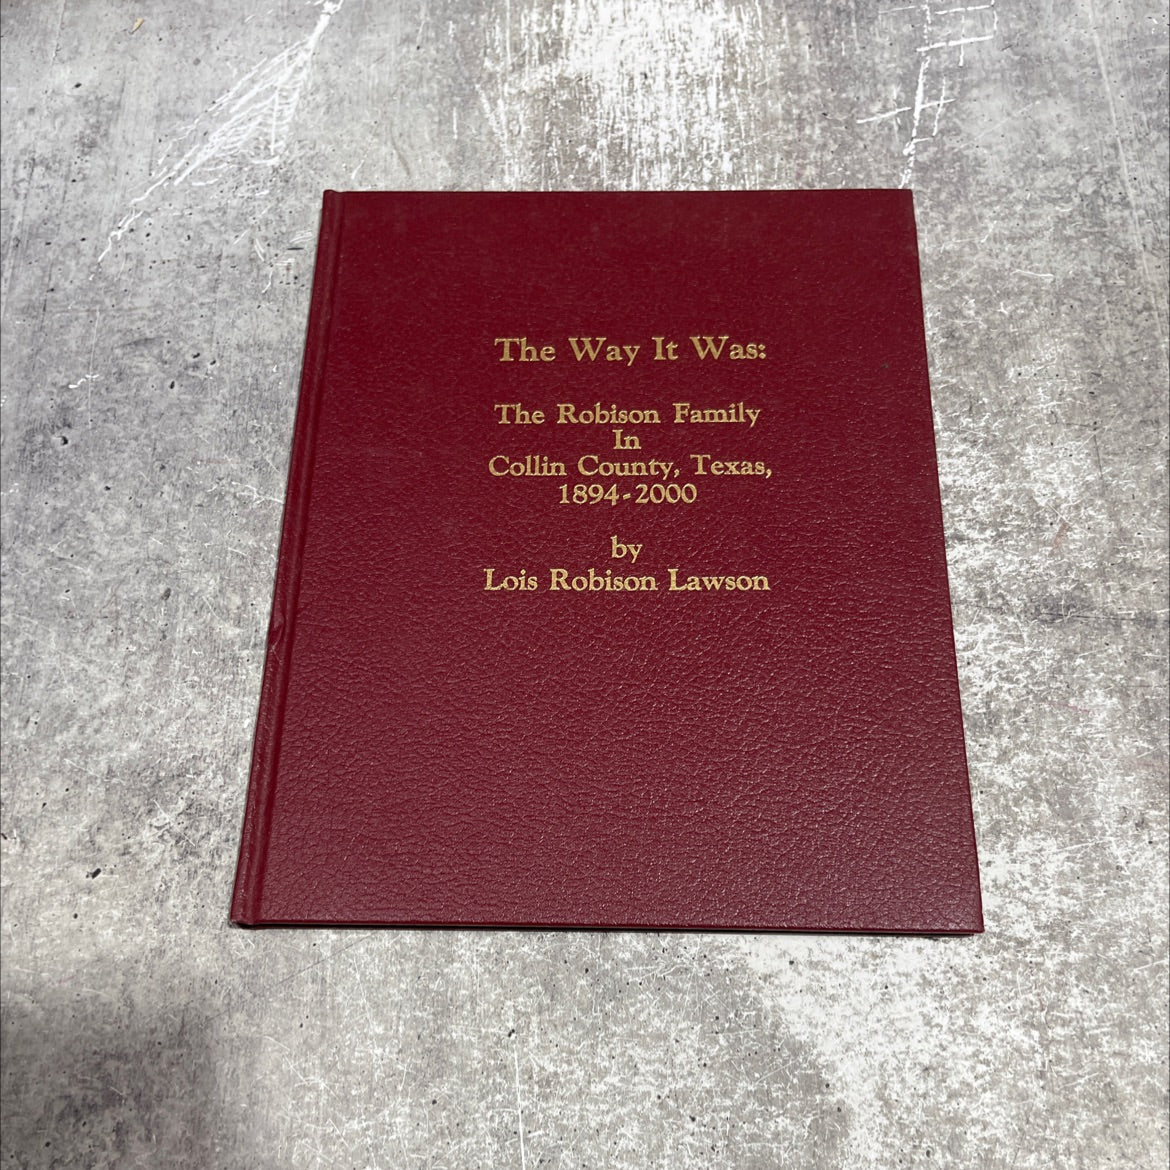 The Way It Was:
The Robison Family
In
Collin County, Texas,
1894-2000
by
Lois Robison Lawson